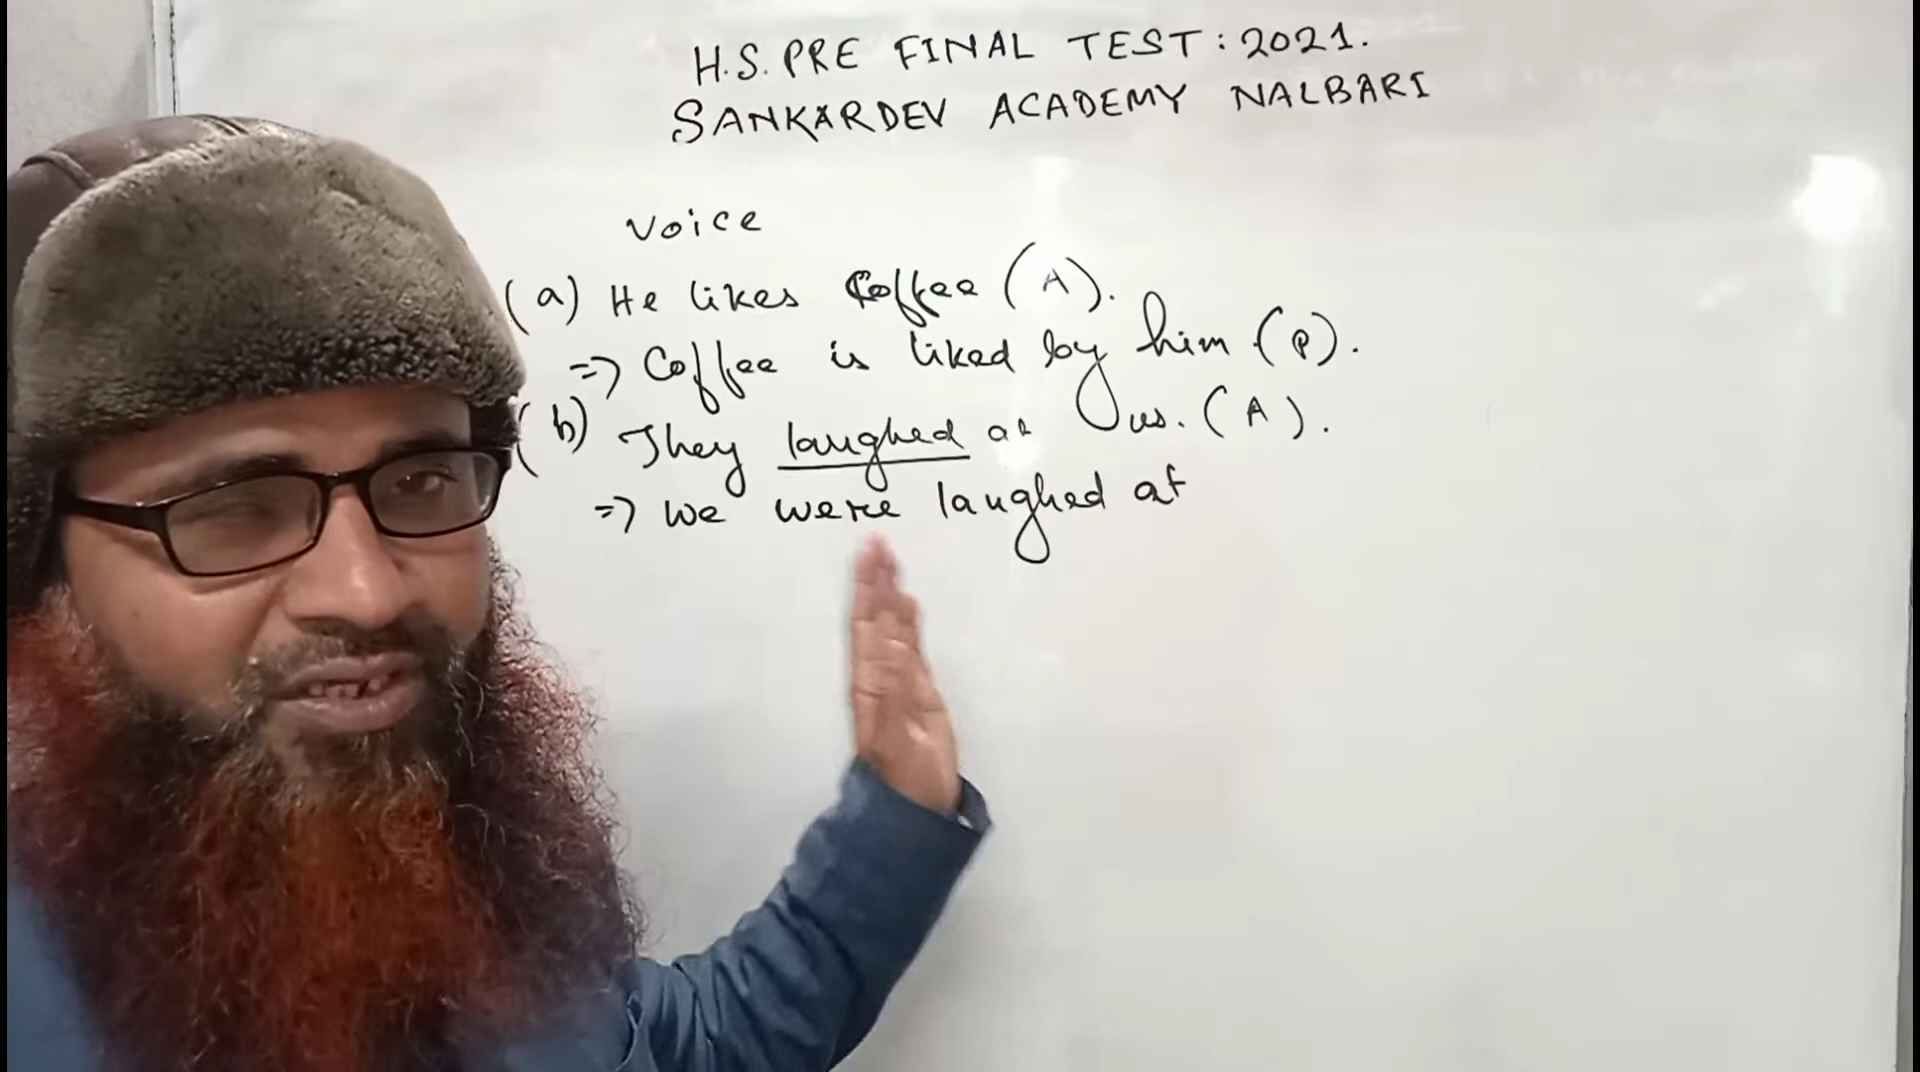 H.S. PRE FINAL TEST : 2021.
SANKARDEV ACADEMY NALBARI
Voice
(a) He likes Coffee (A).
=> Coffee is liked by him (P).
(b) They laughed at us. (A).
=> We were laughed at